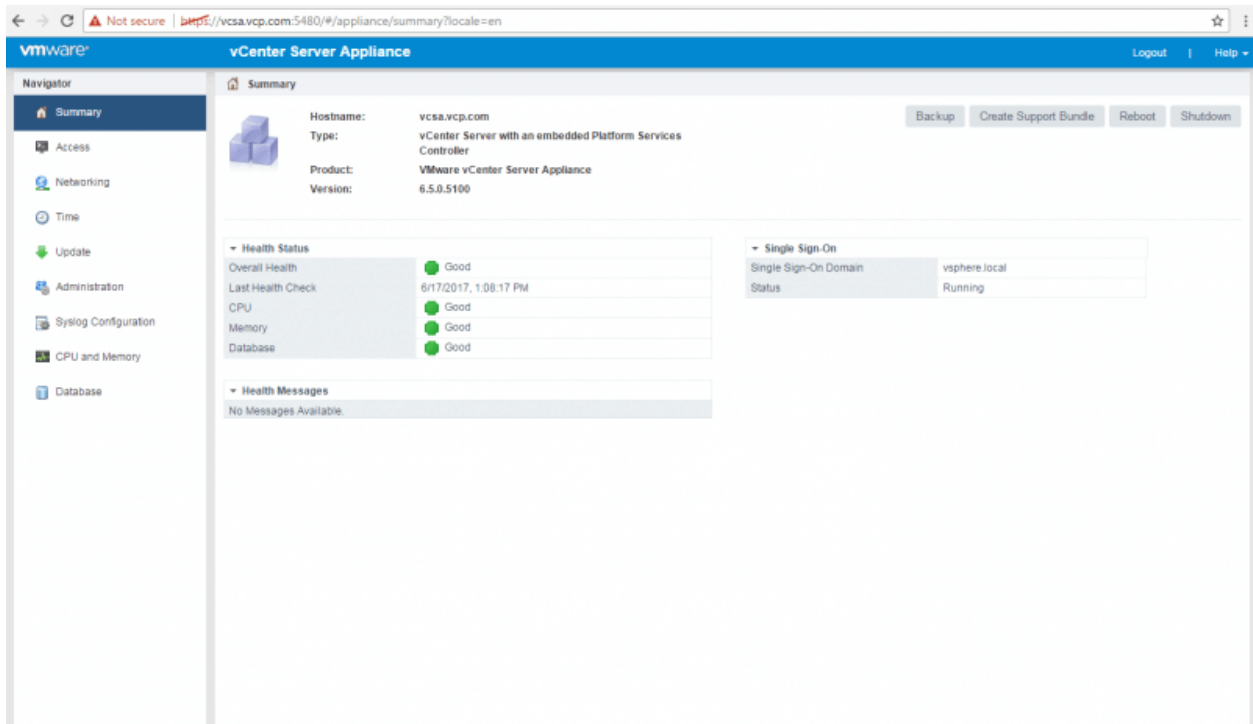 Not secure | https://vcsa.vcp.com:5480/#/appliance/summary?locale=en
vmware vCenter Server Appliance Logout | Help
Navigator
Summary
Access
Networking
Time
Update
Administration
Syslog Configuration
CPU and Memory
Database
Summary
Hostname: vcsa.vcp.com
Type: vCenter Server with an embedded Platform Services
Controller
Product: VMware vCenter Server Appliance
Version: 6.5.0.5100
Backup Create Support Bundle Reboot Shutdown
Health Status
Overall Health Good
Last Health Check 6/17/2017, 1:08:17 PM
CPU Good
Memory Good
Database Good
Health Messages
No Messages Available.
Single Sign-On
Single Sign-On Domain vsphere.local
Status Running